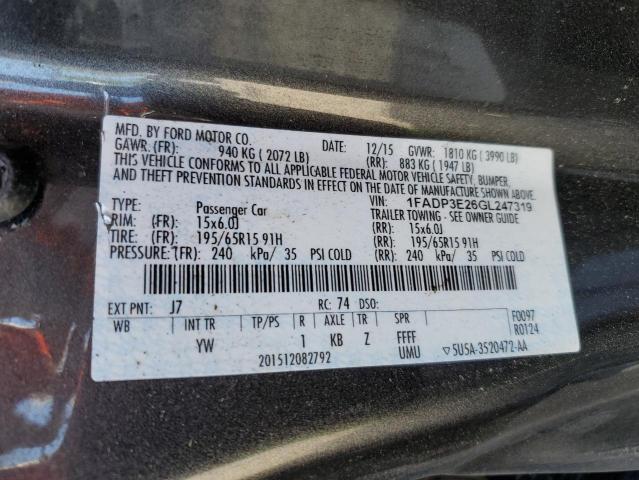 MFD. BY FORD MOTOR CO. DATE: 12/15 GVWR: 1810 KG ( 3990 LB)
GAWR: (FR): 940 KG ( 2072 LB) (RR): 883 KG ( 1947 LB)
THIS VEHICLE CONFORMS TO ALL APPLICABLE FEDERAL MOTOR VEHICLE SAFETY, BUMPER,
AND THEFT PREVENTION STANDARDS IN EFFECT ON THE DATE OF MANUFACTURE SHOWN ABOVE.
VIN: 1FADP3E26GL247319
TYPE: Passenger Car TRAILER TOWING - SEE OWNER GUIDE
RIM: (FR): 15x6.0J (RR): 15x6.0J
TIRE: (FR): 195/65R15 91H (RR): 195/65R15 91H
PRESSURE: (FR): 240 kPa/ 35 PSI COLD (RR): 240 kPa/ 35 PSI COLD
EXT PNT: J7 RC: 74 DSO: F0097
WB INT TR TP/PS R AXLE TR SPR R0124
YW 1 KB Z FFFF
201512082792 UMU ▽ 5U5A-3520472-AA